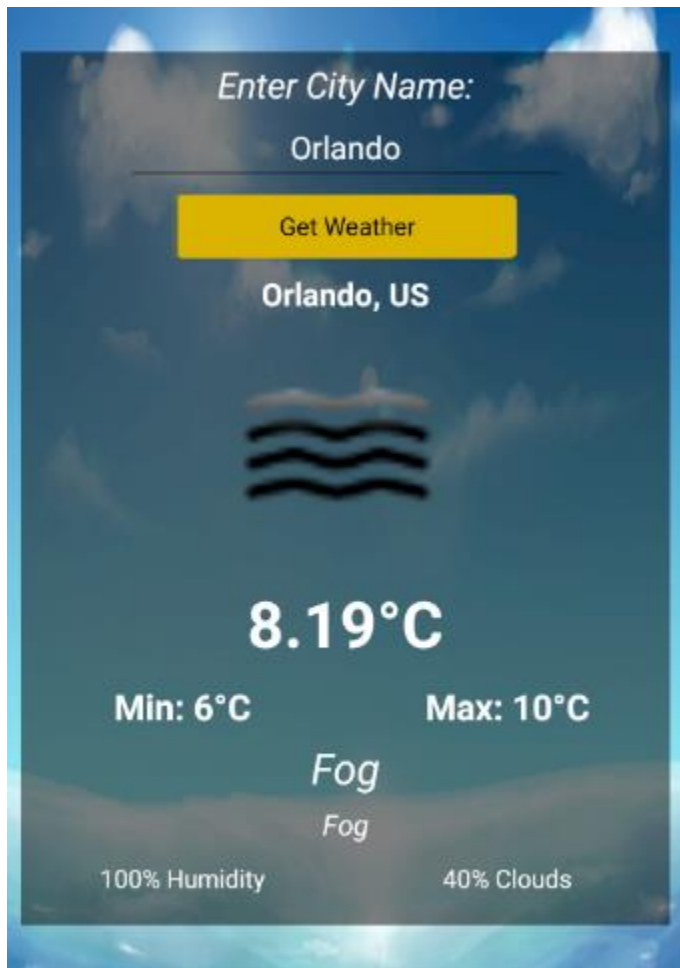 Enter City Name:
Orlando
Get Weather
Orlando, US
8.19°C
Min: 6°C Max: 10°C
Fog
Fog
100% Humidity 40% Clouds